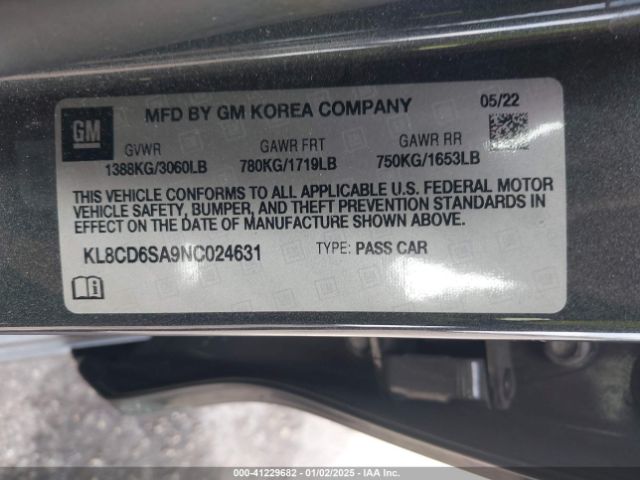 GM
MFD BY GM KOREA COMPANY
05/22
GVWR GAWR FRT GAWR RR
1388KG/3060LB 780KG/1719LB 750KG/1653LB
THIS VEHICLE CONFORMS TO ALL APPLICABLE U.S. FEDERAL MOTOR
VEHICLE SAFETY, BUMPER, AND THEFT PREVENTION STANDARDS IN
EFFECT ON THE DATE OF MANUFACTURE SHOWN ABOVE.
KL8CD6SA9NC024631 TYPE: PASS CAR
000-41229682 - 01/02/2025 - IAA Inc.